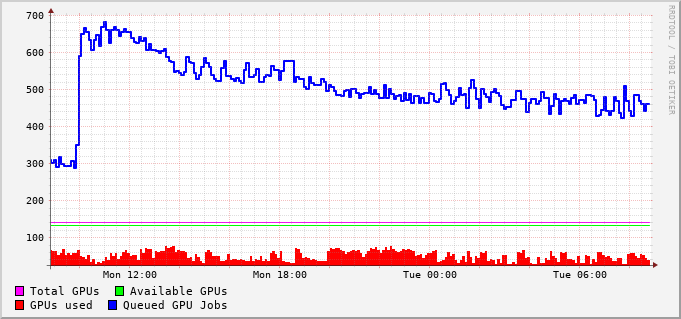 700
600
500
400
300
200
100
Mon 12:00 Mon 18:00 Tue 00:00 Tue 06:00
Total GPUs Available GPUs
GPUs used Queued GPU Jobs
RRDTOOL / TOBI OETIKER